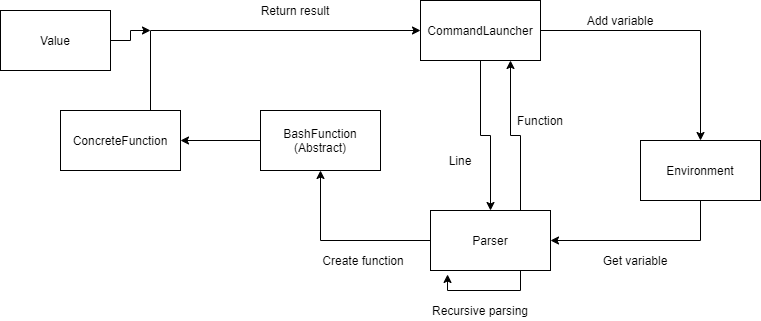 Return result
Value
CommandLauncher
Add variable
ConcreteFunction
BashFunction
(Abstract)
Function
Line
Environment
Parser
Create function
Get variable
Recursive parsing